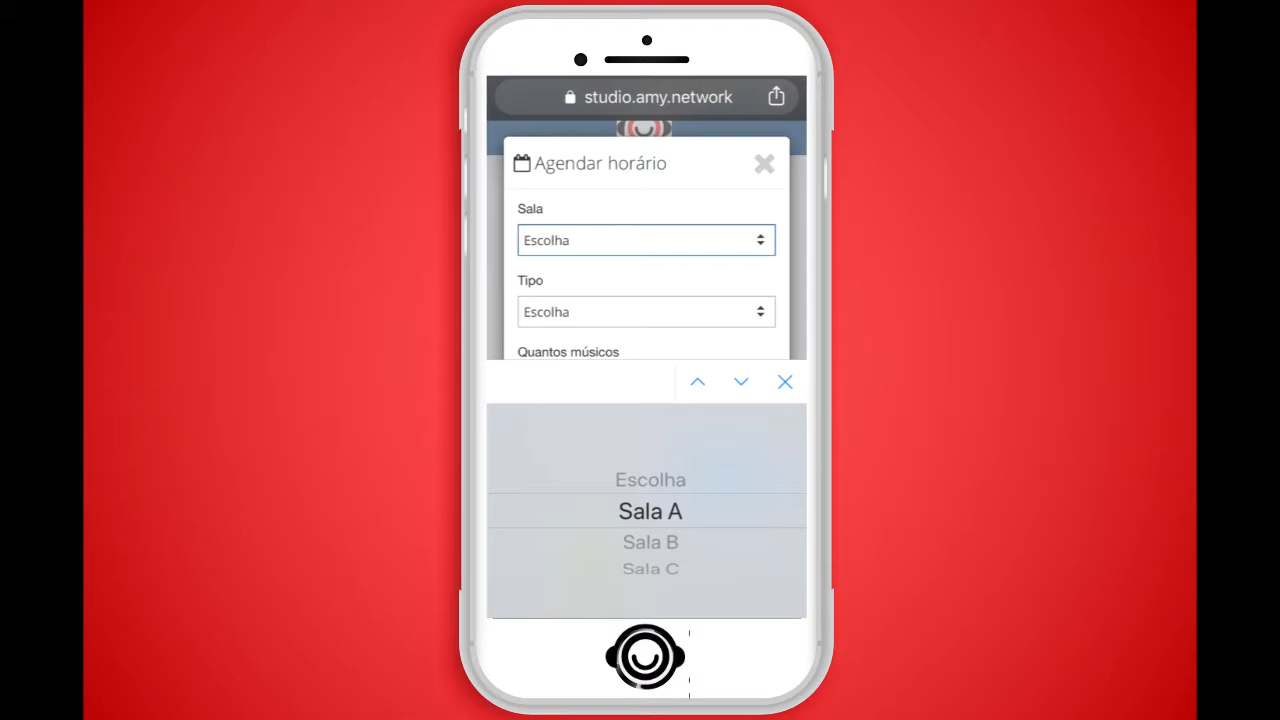 studio.amy.network
Agendar horário
Sala
Escolha
Tipo
Escolha
Quantos músicos
Escolha
Sala A
Sala B
Sala C